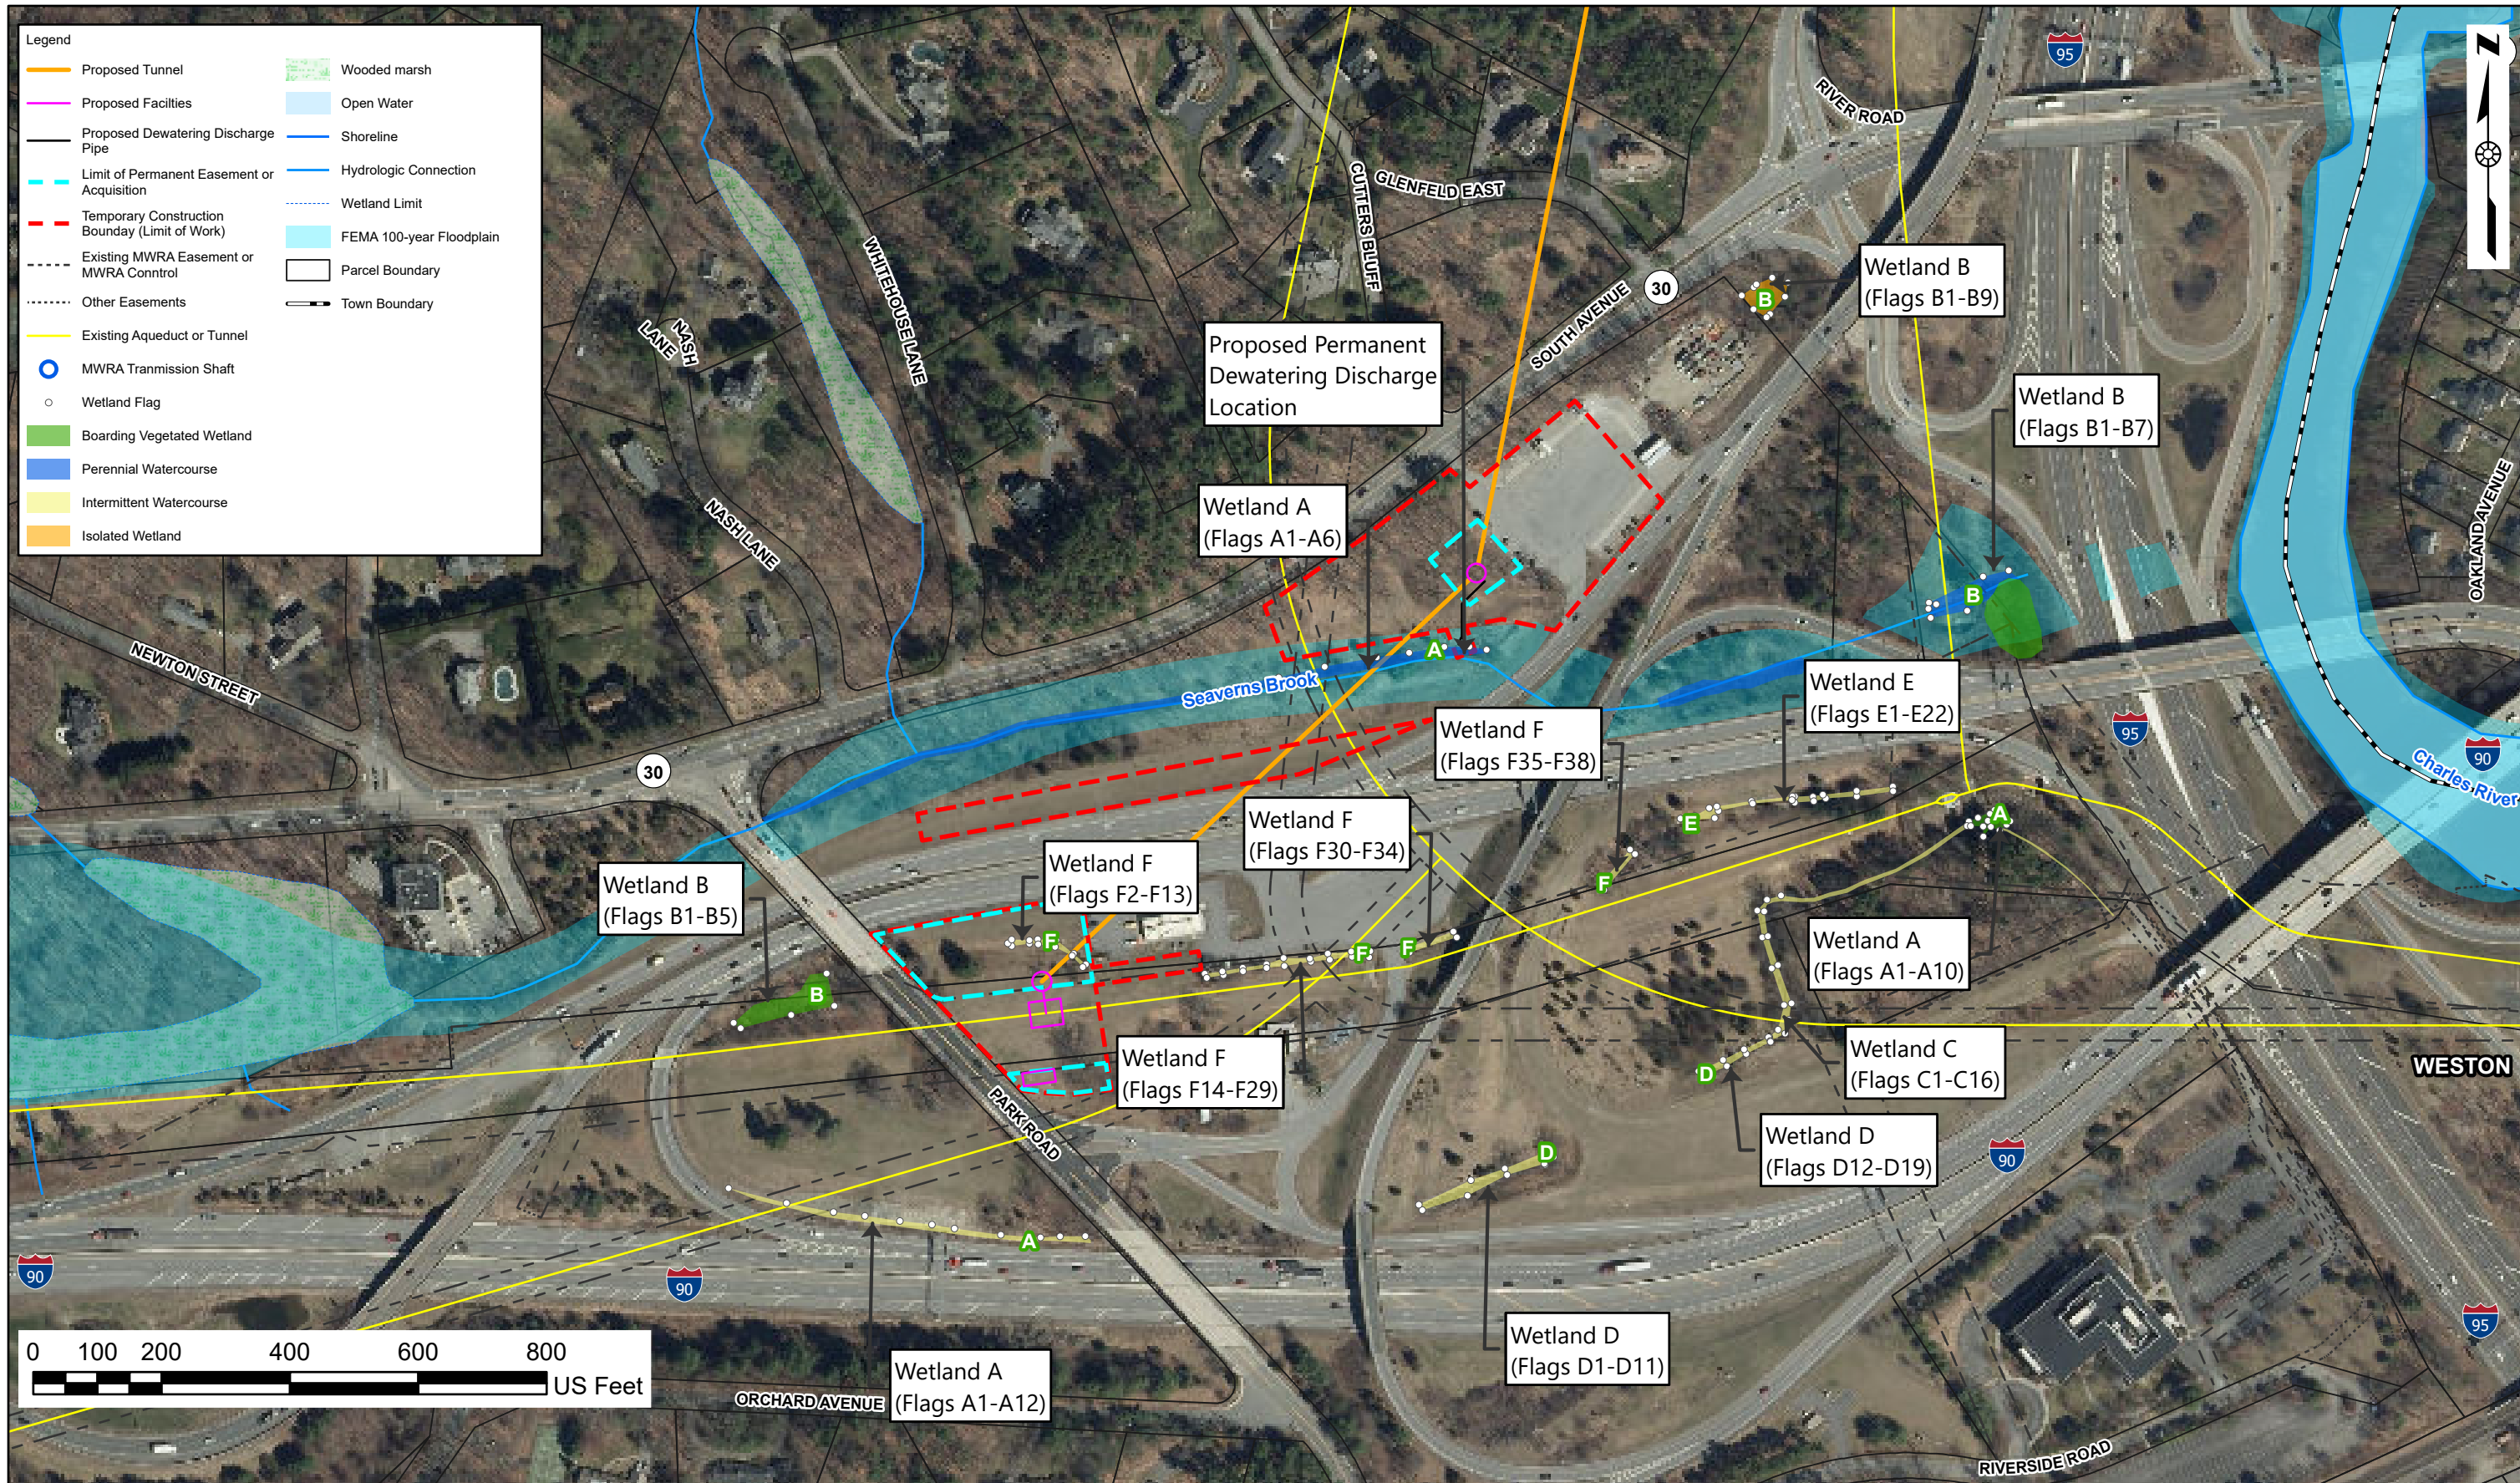 Legend
Proposed Tunnel
Proposed Facilties
Proposed Dewatering Discharge
Pipe
Limit of Permanent Easement or
Acquisition
Temporary Construction
Bounday (Limit of Work)
Existing MWRA Easement or
MWRA Conntrol
Other Easements
Existing Aqueduct or Tunnel
MWRA Tranmission Shaft
Wetland Flag
Boarding Vegetated Wetland
Perennial Watercourse
Intermittent Watercourse
Isolated Wetland
Wooded marsh
Open Water
Shoreline
Hydrologic Connection
Wetland Limit
FEMA 100-year Floodplain
Parcel Boundary
Town Boundary
95
N
RIVER ROAD
CUTTERS BLUFF
GLENFELD EAST
WHITEHOUSE LANE
NASH
LANE
SOUTH AVENUE
30
B
Wetland B
(Flags B1-B9)
Proposed Permanent
Dewatering Discharge
Location
Wetland B
(Flags B1-B7)
OAKLAND AVENUE
Wetland A
(Flags A1-A6)
NASH LANE
B
NEWTON STREET
A
Seaverns Brook
Wetland E
(Flags E1-E22)
Wetland F
(Flags F35-F38)
95
90
Charles River
30
Wetland F
(Flags F30-F34)
E
A
Wetland F
(Flags F2-F13)
Wetland B
(Flags B1-B5)
F
F
F
F
Wetland A
(Flags A1-A10)
B
Wetland F
(Flags F14-F29)
Wetland C
(Flags C1-C16)
WESTON
D
PARK ROAD
Wetland D
(Flags D12-D19)
90
D
A
90
90
95
Wetland D
(Flags D1-D11)
0 100 200 400 600 800
US Feet
Wetland A
(Flags A1-A12)
ORCHARD AVENUE
RIVERSIDE ROAD